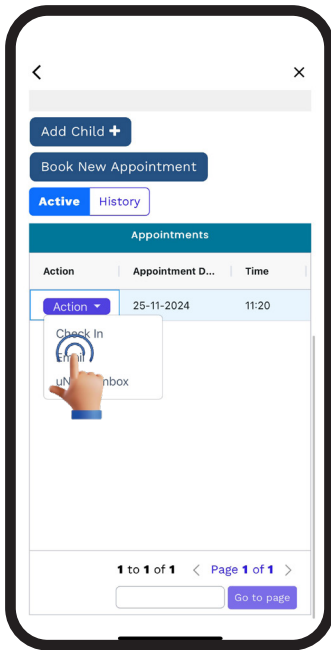 Add Child +
Book New Appointment
Active History
Appointments
Action Appointment D... Time
Action 25-11-2024 11:20
Check In
Email
1 to 1 of 1 < Page 1 of 1 >
Go to page